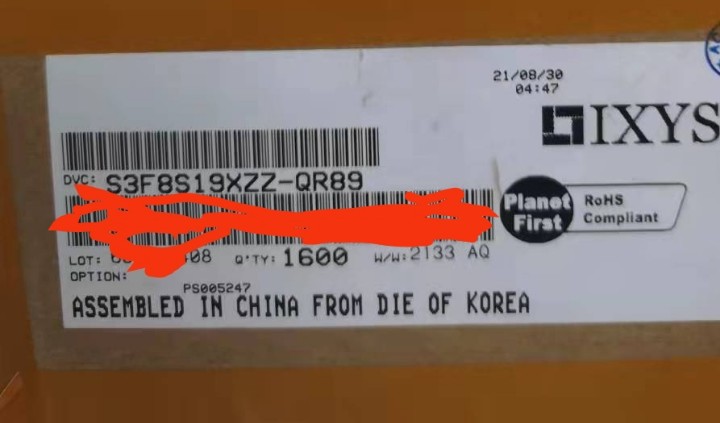 21/08/30
04:47
IXYS
DVC: S3F8S19XZZ-QR89
Planet First
RoHS Compliant
LOT: 08 Q'TY: 1600 W/W: 2133 AQ
OPTION:
PS005247
ASSEMBLED IN CHINA FROM DIE OF KOREA